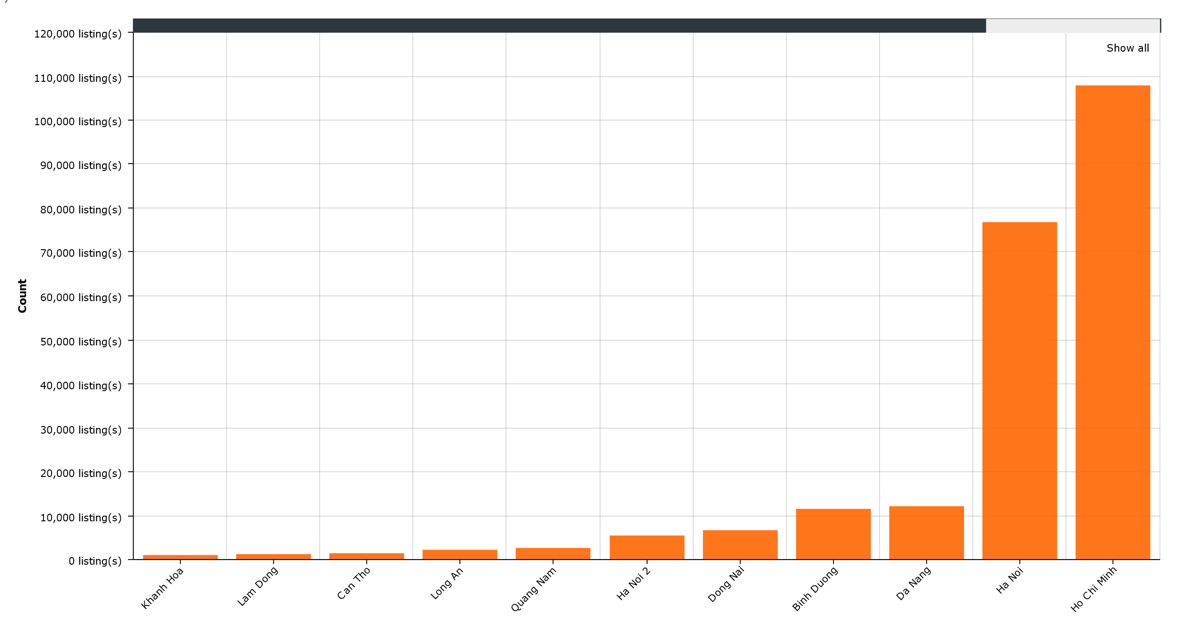 120,000 listing(s)
Show all
110,000 listing(s)
100,000 listing(s)
90,000 listing(s)
80,000 listing(s)
70,000 listing(s)
60,000 listing(s)
50,000 listing(s)
40,000 listing(s)
30,000 listing(s)
20,000 listing(s)
10,000 listing(s)
0 listing(s)
Count
Khanh Hoa
Lam Dong
Can Tho
Long An
Quang Nam
Ha Noi 2
Dong Nai
Binh Duong
Da Nang
Ha Noi
Ho Chi Minh